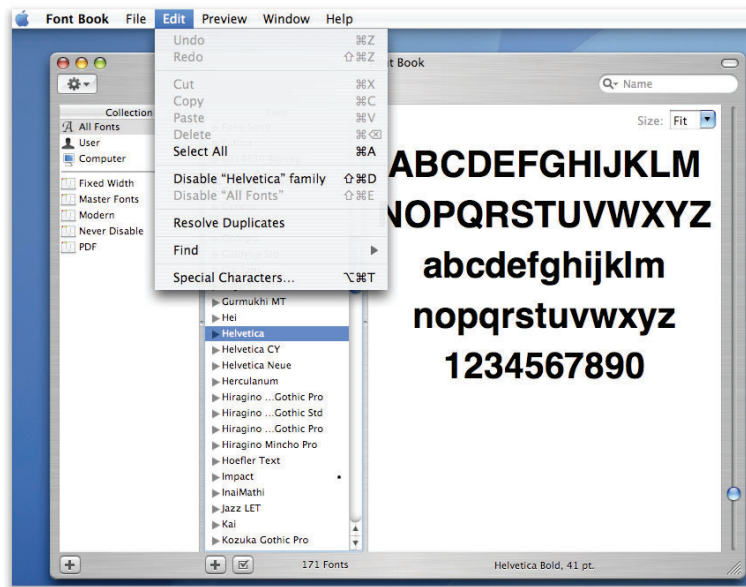 Font Book File Edit Preview Window Help
Undo ⌘Z
Redo ⇧⌘Z
Cut ⌘X
Copy ⌘C
Paste ⌘V
Delete ⌘⌫
Select All ⌘A
Disable “Helvetica” family ⇧⌘D
Disable “All Fonts” ⇧⌘E
Resolve Duplicates
Find
Special Characters... ⌥⌘T
Book
Name
Collection
All Fonts
User
Computer
Fixed Width
Master Fonts
Modern
Never Disable
PDF
Gurmukhi MT
Hei
Helvetica
Helvetica CY
Helvetica Neue
Herculanum
Hiragino ...Gothic Pro
Hiragino ...Gothic Std
Hiragino ...Gothic Pro
Hiragino Mincho Pro
Hoefler Text
Impact •
InaiMathi
Jazz LET
Kai
Kozuka Gothic Pro
Size: Fit
ABCDEFGHIJKLM
NOPQRSTUVWXYZ
abcdefghijklm
nopqrstuvwxyz
1234567890
171 Fonts
Helvetica Bold, 41 pt.